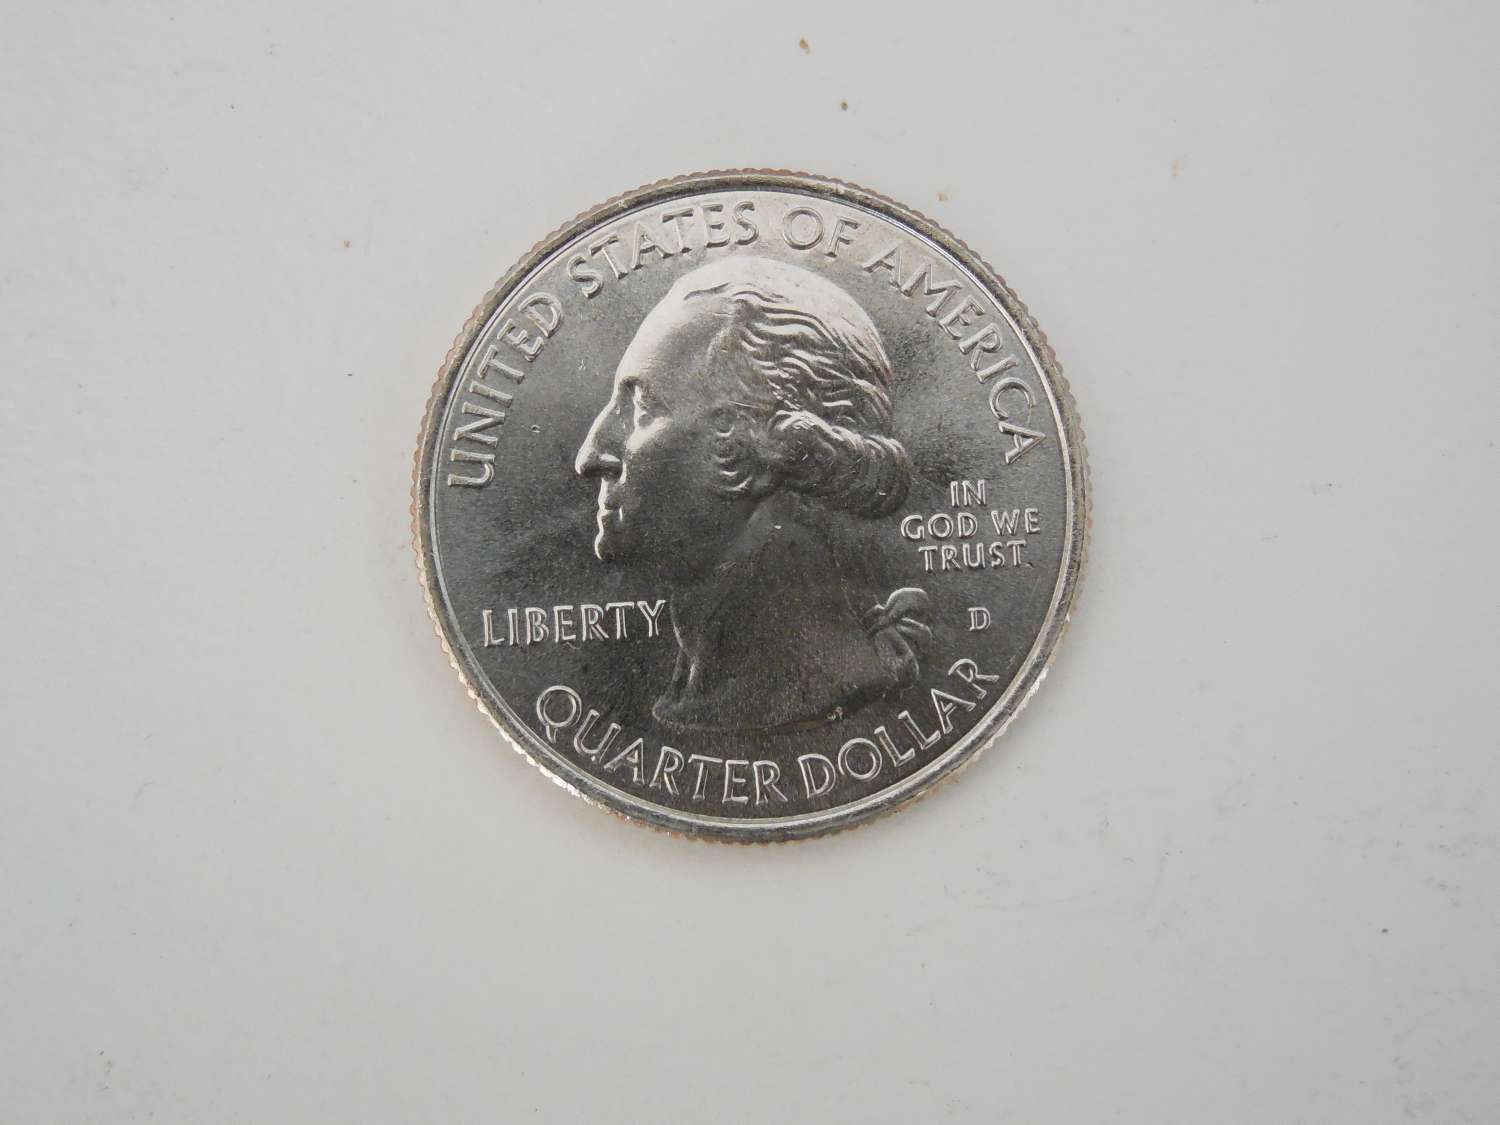 UNITED STATES OF AMERICA
IN
GOD WE
TRUST
LIBERTY
D
QUARTER DOLLAR